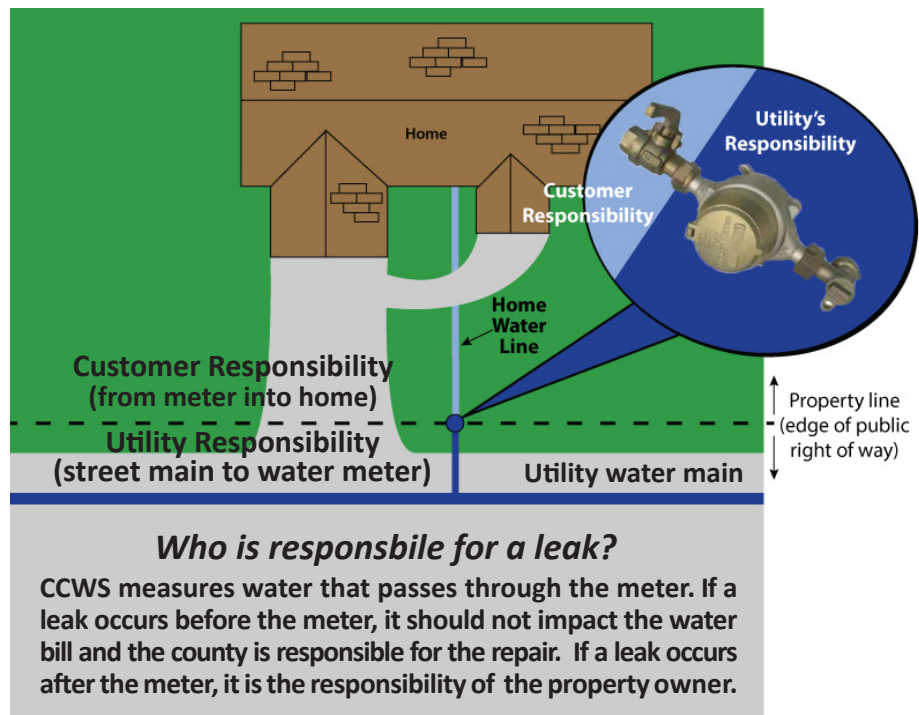 Home
Utility's
Responsibility
Customer
Responsibility
Home
Water
Line
Customer Responsibility
(from meter into home)
Property line
(edge of public
right of way)
Utility Responsibility
(street main to water meter)
Utility water main
Who is responsbile for a leak?
CCWS measures water that passes through the meter. If a
leak occurs before the meter, it should not impact the water
bill and the county is responsible for the repair. If a leak occurs
after the meter, it is the responsibility of the property owner.